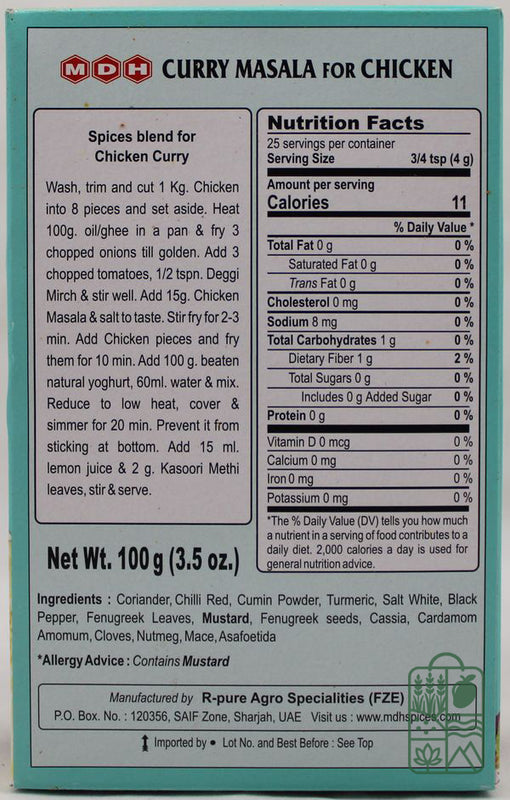 MDH CURRY MASALA FOR CHICKEN
Spices blend for
Chicken Curry
Wash, trim and cut 1 Kg. Chicken
into 8 pieces and set aside. Heat
100g. oil/ghee in a pan & fry 3
chopped onions till golden. Add 3
chopped tomatoes, 1/2 tspn. Deggi
Mirch & stir well. Add 15g. Chicken
Masala & salt to taste. Stir fry for 2-3
min. Add Chicken pieces and fry
them for 10 min. Add 100 g. beaten
natural yoghurt, 60ml. water & mix.
Reduce to low heat, cover &
simmer for 20 min. Prevent it from
sticking at bottom. Add 15 ml.
lemon juice & 2 g. Kasoori Methi
leaves, stir & serve.
Net Wt. 100 g (3.5 oz.)
Nutrition Facts
25 servings per container
Serving Size 3/4 tsp (4 g)
Amount per serving
Calories 11
% Daily Value *
Total Fat 0 g 0 %
Saturated Fat 0 g 0 %
Trans Fat 0 g 0 %
Cholesterol 0 mg 0 %
Sodium 8 mg 0 %
Total Carbohydrates 1 g 0 %
Dietary Fiber 1 g 2 %
Total Sugars 0 g 0 %
Includes 0 g Added Sugar 0 %
Protein 0 g 0 %
Vitamin D 0 mcg 0 %
Calcium 0 mg 0 %
Iron 0 mg 0 %
Potassium 0 mg 0 %
*The % Daily Value (DV) tells you how much
a nutrient in a serving of food contributes to a
daily diet. 2,000 calories a day is used for
general nutrition advice.
Ingredients : Coriander, Chilli Red, Cumin Powder, Turmeric, Salt White, Black
Pepper, Fenugreek Leaves, Mustard, Fenugreek seeds, Cassia, Cardamom
Amomum, Cloves, Nutmeg, Mace, Asafoetida
*Allergy Advice : Contains Mustard
Manufactured by R-pure Agro Specialities (FZE)
P.O. Box. No. : 120356, SAIF Zone, Sharjah, UAE Visit us : www.mdhspices.com
Imported by • Lot No. and Best Before : See Top